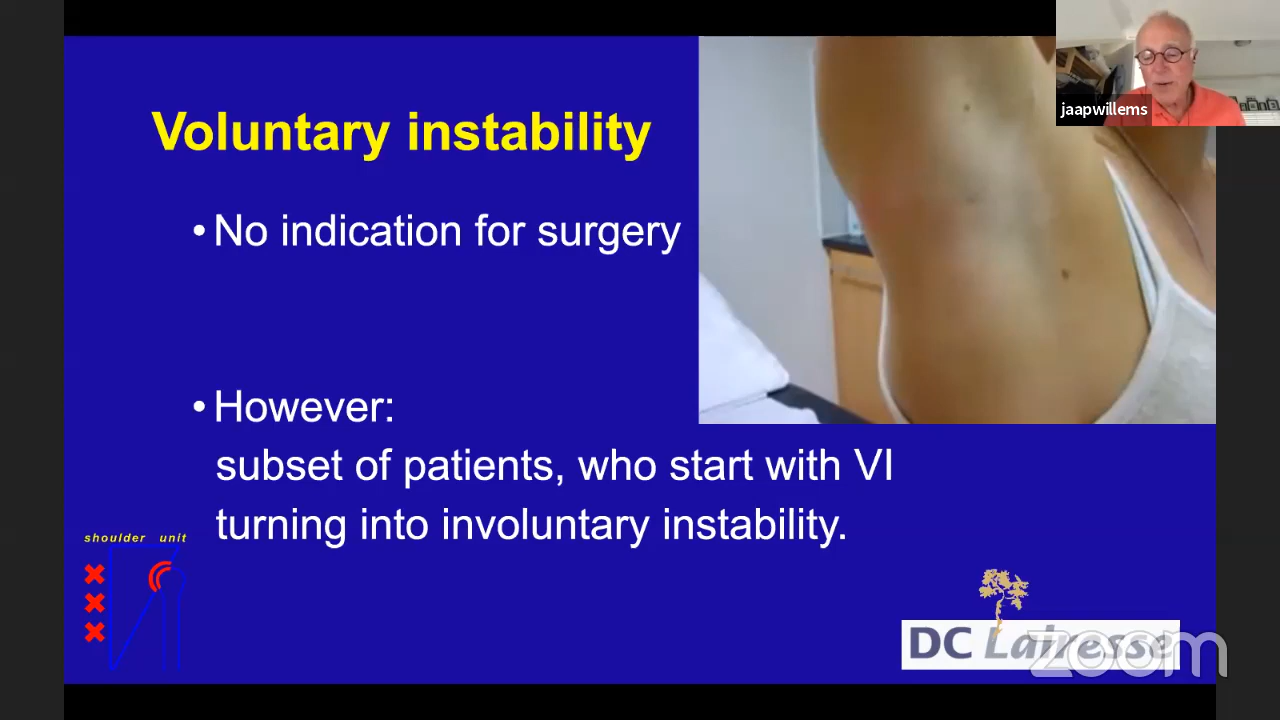 jaapwillems
Voluntary instability
• No indication for surgery
• However:
subset of patients, who start with VI
turning into involuntary instability.
shoulder unit
DC Lairesse
zoom